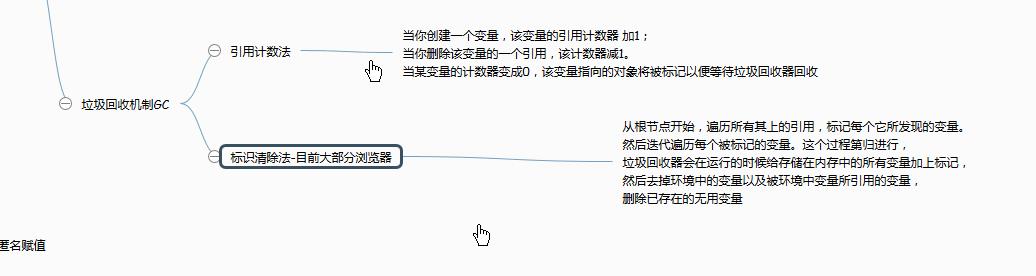 当你创建一个变量，该变量的引用计数器 加1；
引用计数法
当你删除该变量的一个引用，该计数器减1。
当某变量的计数器变成0，该变量指向的对象将被标记以便等待垃圾回收器回收
垃圾回收机制GC
从根节点开始，遍历所有其上的引用，标记每个它所发现的变量。
然后迭代遍历每个被标记的变量。这个过程第归进行，
标识清除法-目前大部分浏览器
垃圾回收器会在运行的时候给存储在内存中的所有变量加上标记，
然后去掉环境中的变量以及被环境中变量所引用的变量，
删除已存在的无用变量
匿名赋值